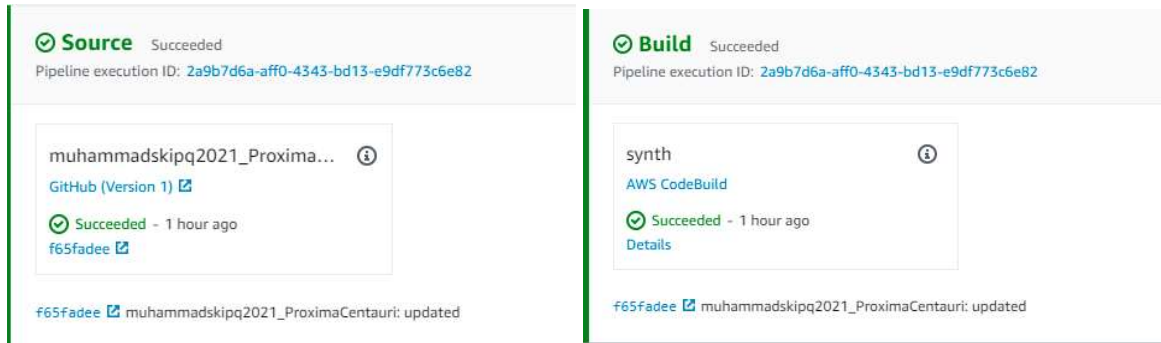 Source Succeeded
Pipeline execution ID: 2a9b7d6a-aff0-4343-bd13-e9df773c6e82
muhammadskipq2021_Proxima...
GitHub (Version 1)
Succeeded - 1 hour ago
f65fadee
f65fadee muhammadskipq2021_ProximaCentauri: updated
Build Succeeded
Pipeline execution ID: 2a9b7d6a-aff0-4343-bd13-e9df773c6e82
synth
AWS CodeBuild
Succeeded - 1 hour ago
Details
f65fadee muhammadskipq2021_ProximaCentauri: updated